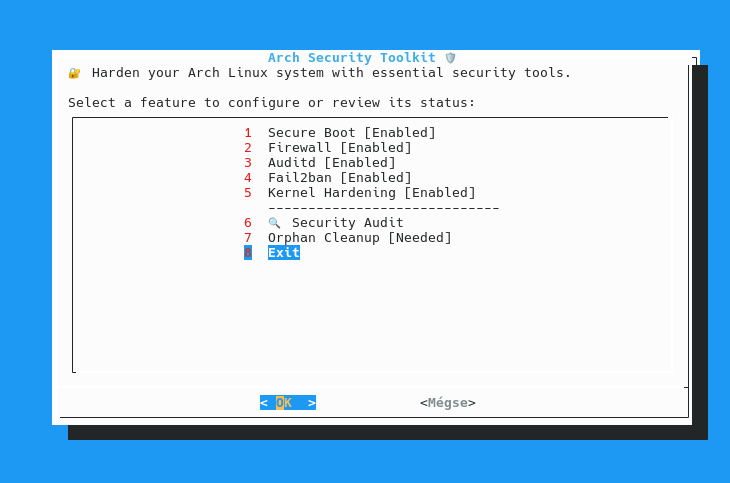 Arch Security Toolkit 🛡️
🔐 Harden your Arch Linux system with essential security tools.
Select a feature to configure or review its status:
1 Secure Boot [Enabled]
2 Firewall [Enabled]
3 Auditd [Enabled]
4 Fail2ban [Enabled]
5 Kernel Hardening [Enabled]
-----------------------------
6 🔍 Security Audit
7 Orphan Cleanup [Needed]
8 Exit
< OK > <Mégse>